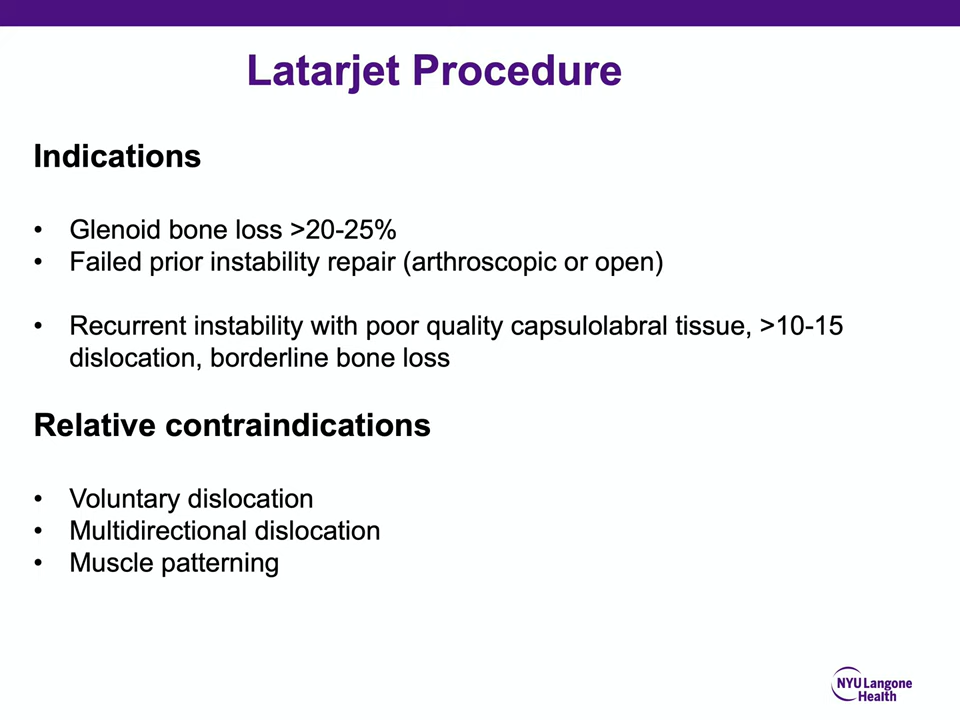 Latarjet Procedure
Indications
• Glenoid bone loss >20-25%
• Failed prior instability repair (arthroscopic or open)
• Recurrent instability with poor quality capsulolabral tissue, >10-15
dislocation, borderline bone loss
Relative contraindications
• Voluntary dislocation
• Multidirectional dislocation
• Muscle patterning
NYU Langone
Health